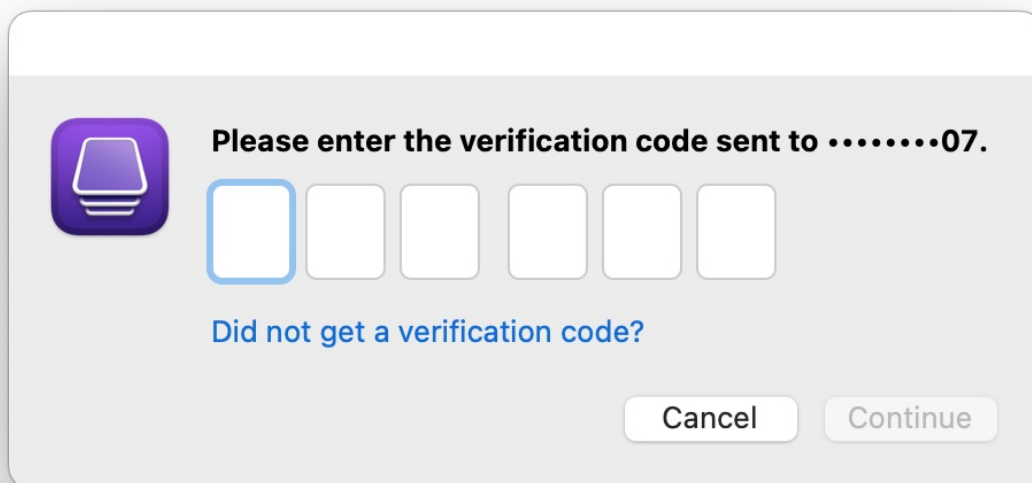 Please enter the verification code sent to ••••••••07.
Did not get a verification code?
Cancel
Continue